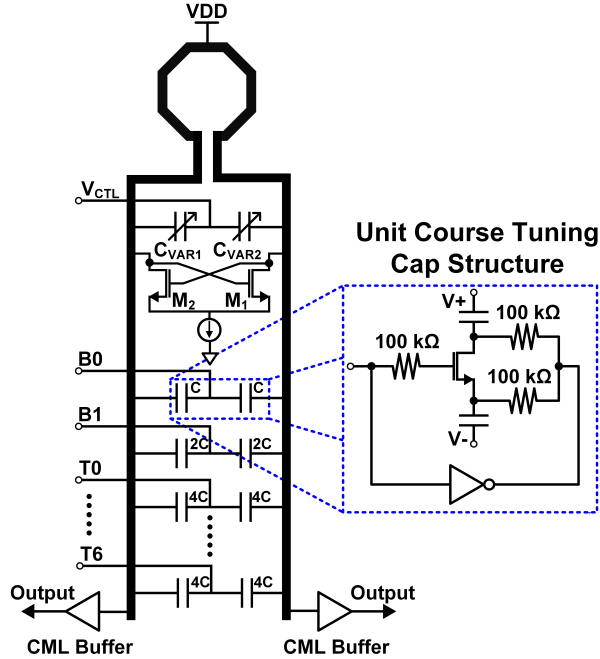 VDD
VCTL
CVAR1 CVAR2
M2 M1
B0
C C
B1
2C 2C
T0
4C 4C
T6
4C 4C
Output Output
CML Buffer CML Buffer
Unit Course Tuning
Cap Structure
V+
100 kΩ
100 kΩ
100 kΩ
V-